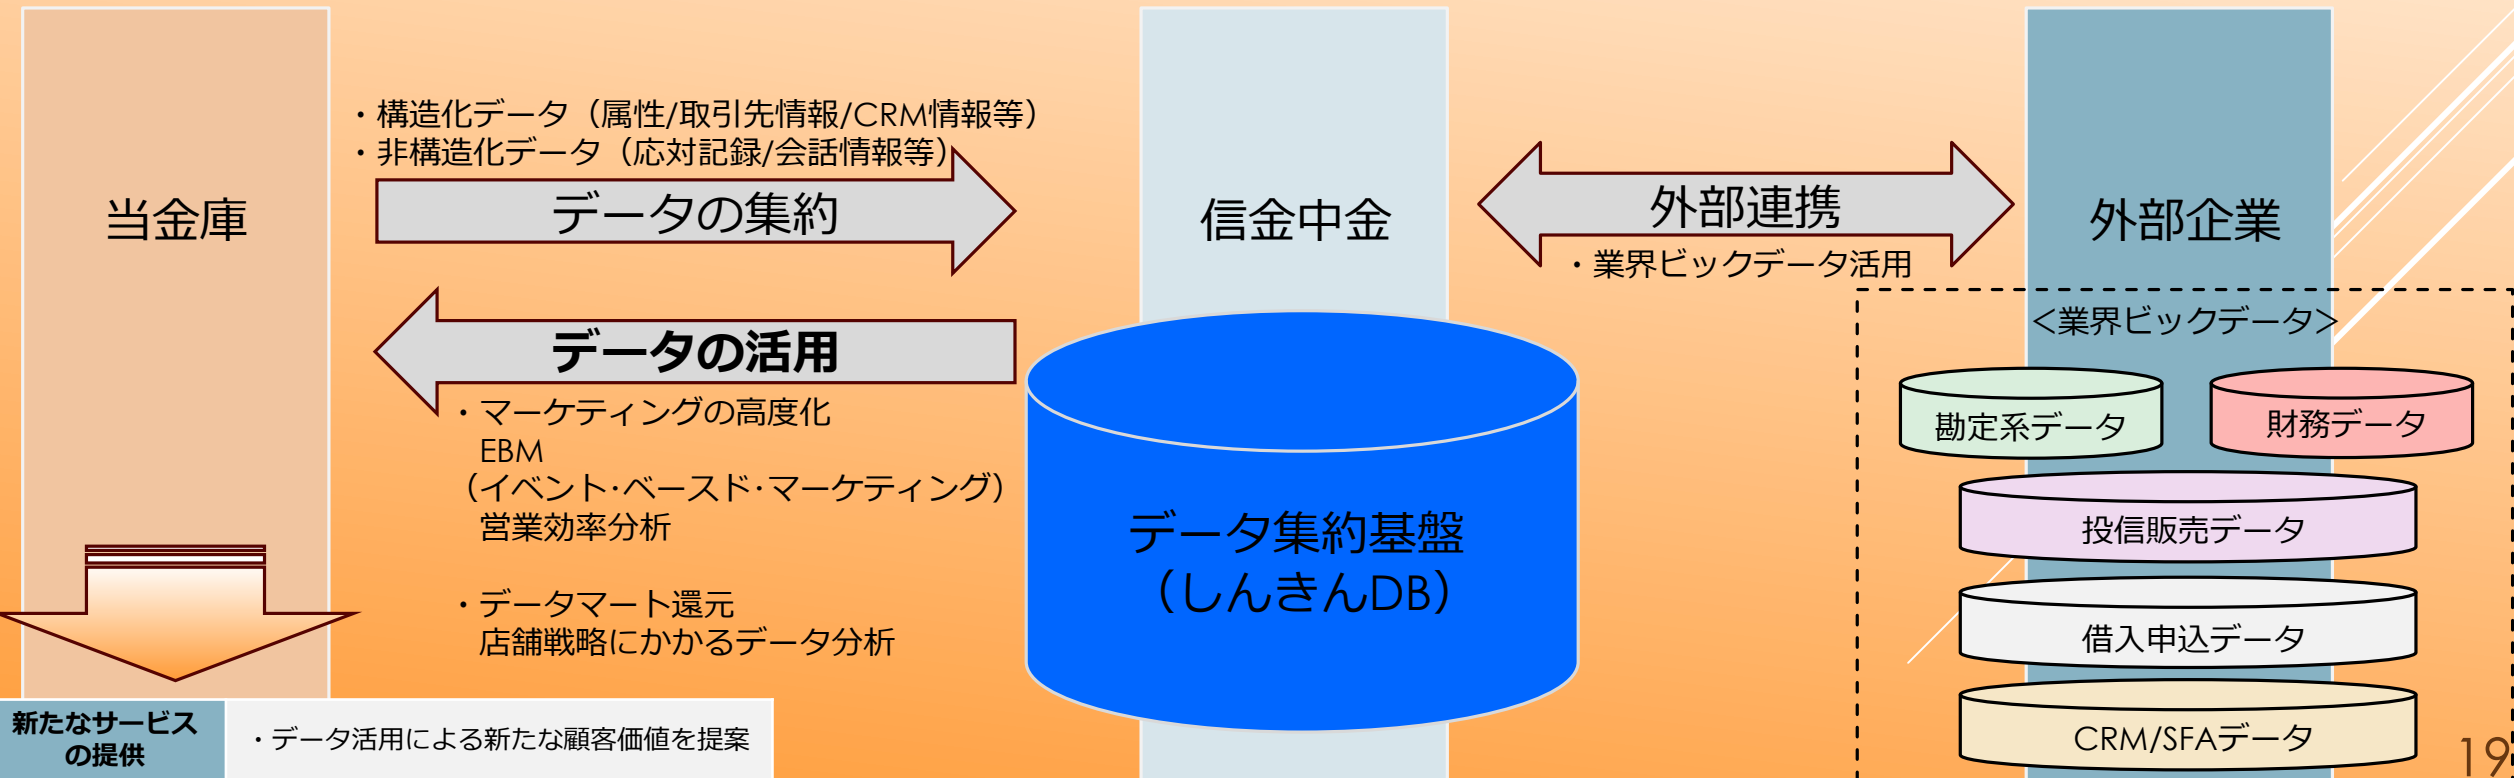 当金庫
・構造化データ（属性/取引先情報/CRM情報等）
・非構造化データ（応対記録/会話情報等）
データの集約
データの活用
・マーケティングの高度化
EBM
（イベント･ベースド･マーケティング）
営業効率分析
・データマート還元
店舗戦略にかかるデータ分析
新たなサービス
の提供
・データ活用による新たな顧客価値を提案
信金中金
データ集約基盤
（しんきんDB）
外部連携
・業界ビックデータ活用
外部企業
<業界ビックデータ>
勘定系データ
財務データ
投信販売データ
借入申込データ
CRM/SFAデータ
19